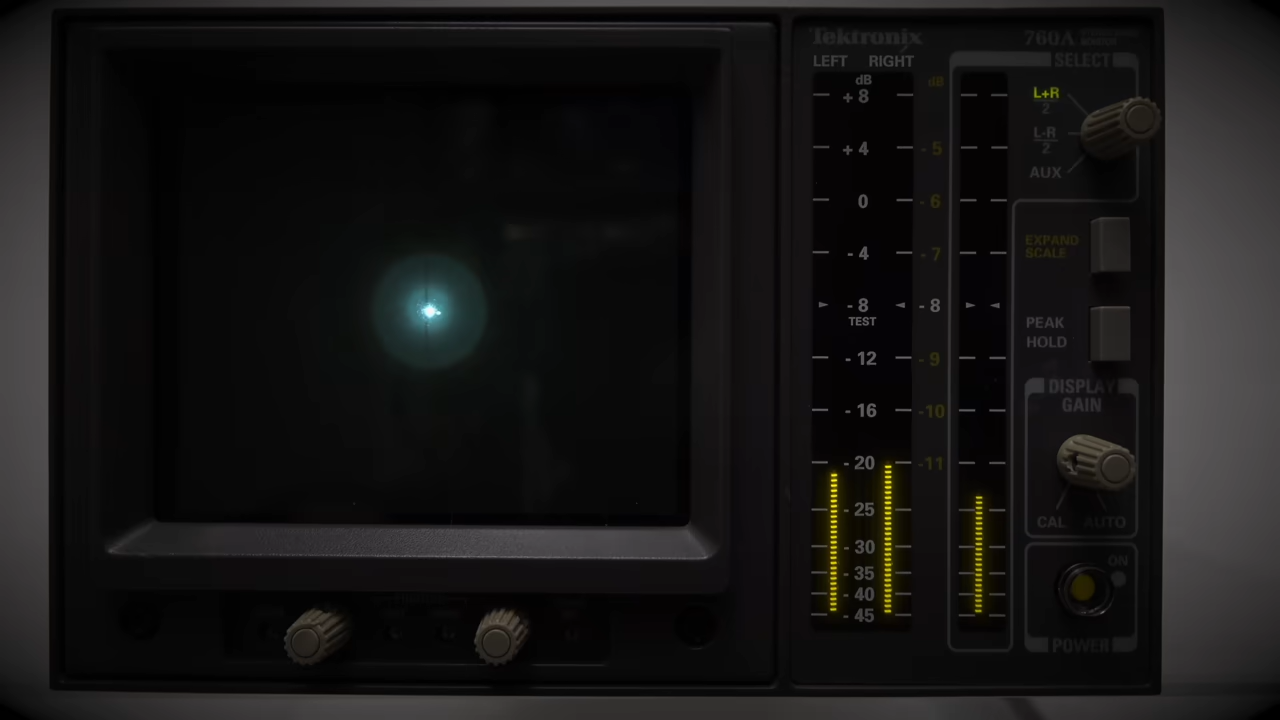 Tektronix 760A
LEFT RIGHT
SELECT
dB dB
+ 8
L+R
2
+ 4 - 5
L-R
2
AUX
0 - 6
EXPAND
SCALE
- 4 - 7
- 8 - 8
TEST
PEAK
HOLD
- 12 - 9
DISPLAY
GAIN
- 16 -10
- 20 -11
- 25
CAL AUTO
- 30
ON
- 35
- 40
- 45
POWER